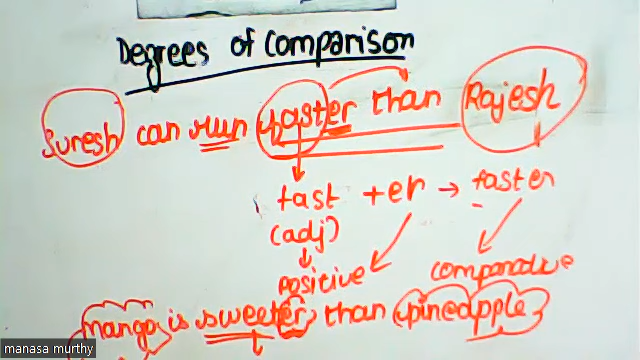 Degrees of Comparison
Suresh can run faster than Rajesh
fast + er → faster
(adj)
positive comparative
mango is sweeter than pineapple
manasa murthy